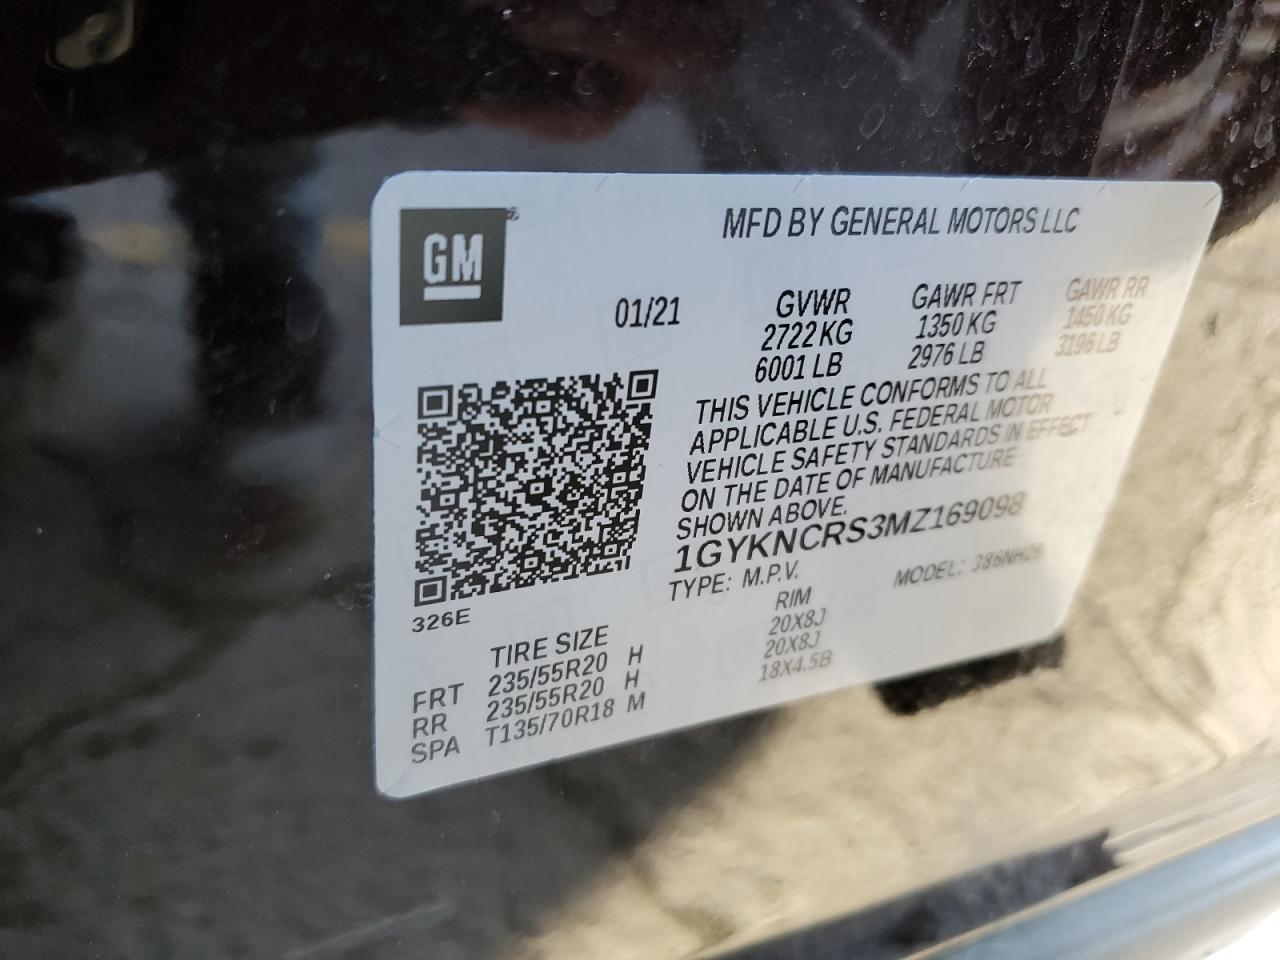 GM
MFD BY GENERAL MOTORS LLC
01/21 GVWR GAWR FRT GAWR RR
2722 KG 1350 KG 1450 KG
6001 LB 2976 LB 3196 LB
THIS VEHICLE CONFORMS TO ALL
APPLICABLE U.S. FEDERAL MOTOR
VEHICLE SAFETY STANDARDS IN EFFECT
ON THE DATE OF MANUFACTURE
SHOWN ABOVE.
1GYKNCRS3MZ169098
TYPE: M.P.V. MODEL:
326E
TIRE SIZE RIM
FRT 235/55R20 H 20X8J
RR 235/55R20 H 20X8J
SPA T135/70R18 M 18X4.5B